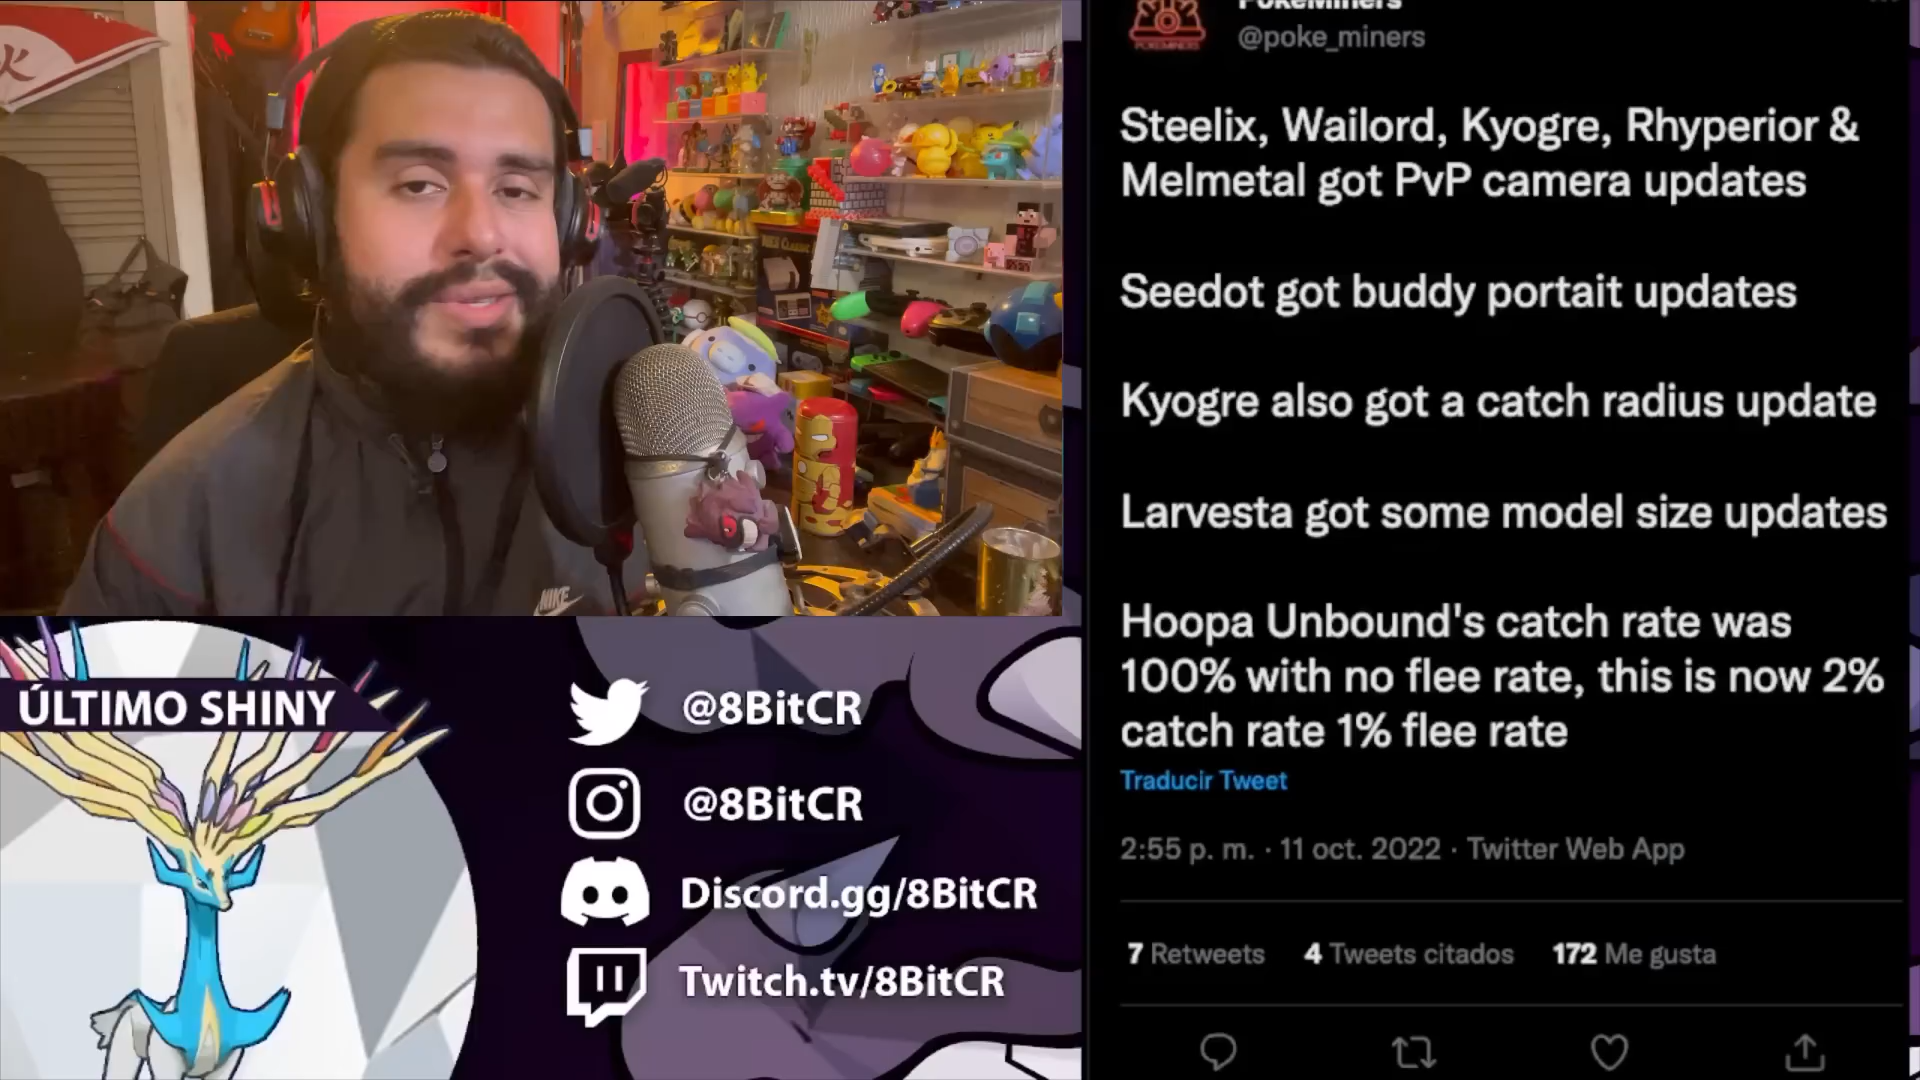 PokeMiners
@poke_miners
Steelix, Wailord, Kyogre, Rhyperior &
Melmetal got PvP camera updates
Seedot got buddy portait updates
Kyogre also got a catch radius update
Larvesta got some model size updates
Hoopa Unbound's catch rate was
100% with no flee rate, this is now 2%
catch rate 1% flee rate
Traducir Tweet
2:55 p. m. · 11 oct. 2022 · Twitter Web App
7 Retweets 4 Tweets citados 172 Me gusta
NIKE
ÚLTIMO SHINY
@8BitCR
@8BitCR
Discord.gg/8BitCR
Twitch.tv/8BitCR
火
POKEMINERS